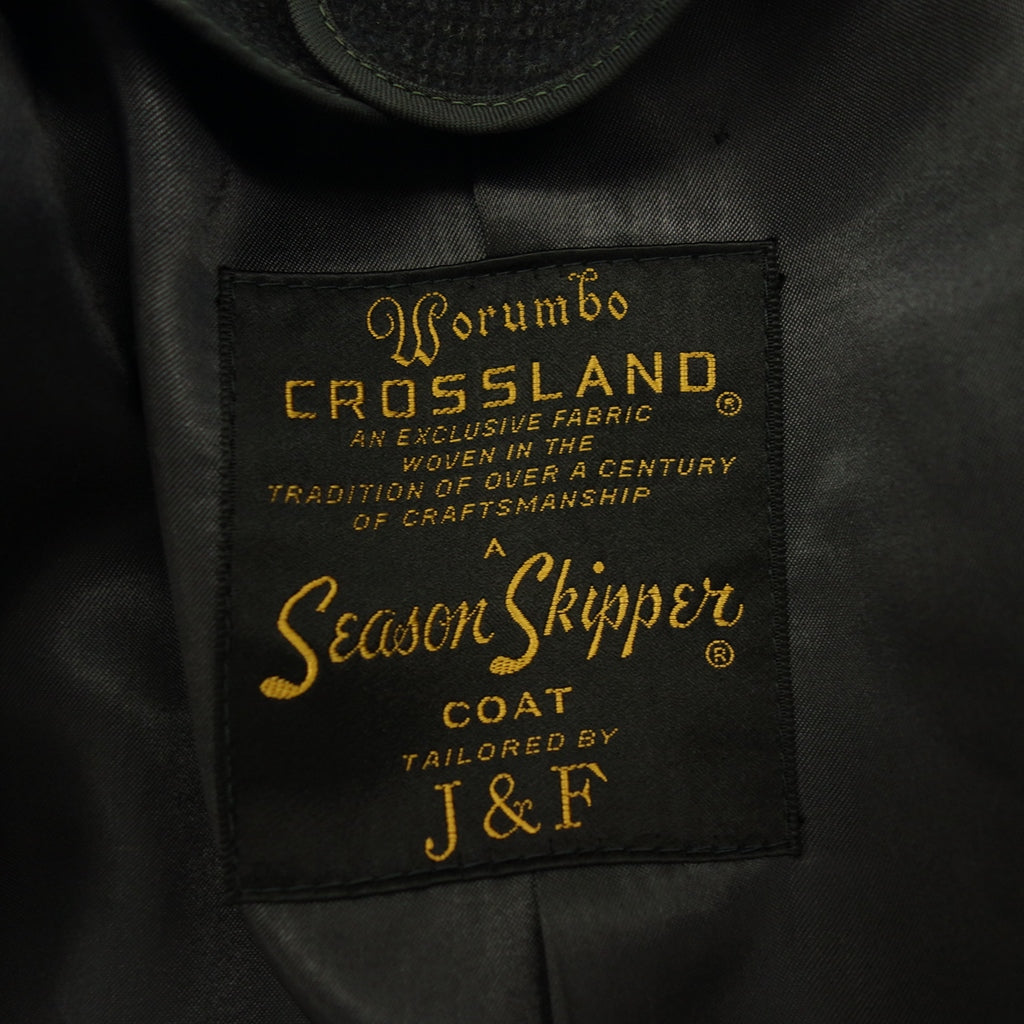 Worumbo
CROSSLAND®
AN EXCLUSIVE FABRIC
WOVEN IN THE
TRADITION OF OVER A CENTURY
OF CRAFTSMANSHIP
A
Season Skipper®
COAT
TAILORED BY
J & F